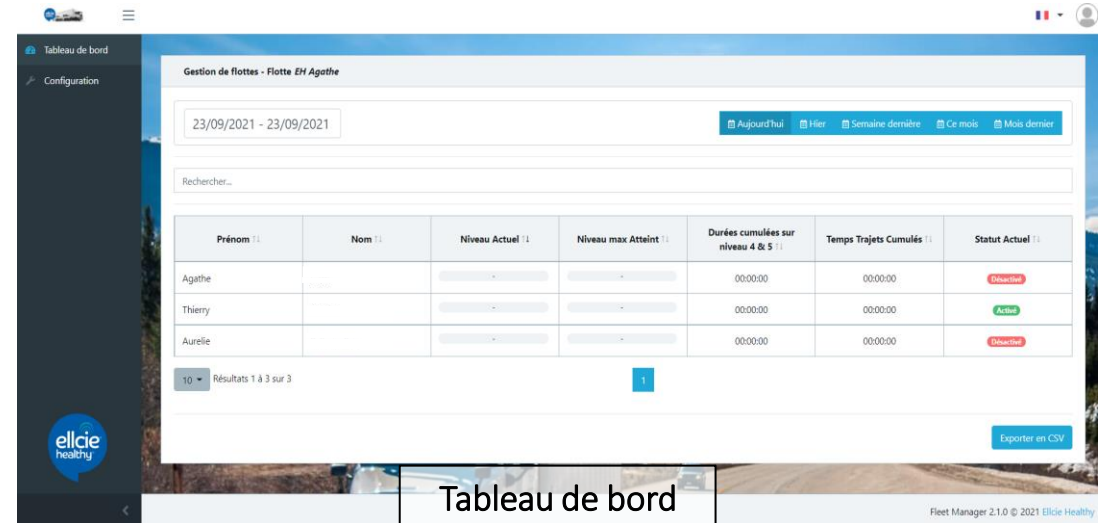 Tableau de bord
Configuration
Gestion de flottes - Flotte EH Agathe
23/09/2021 - 23/09/2021
Aujourd'hui Hier Semaine dernière Ce mois Mois dernier
Rechercher...
Prénom Nom Niveau Actuel Niveau max Atteint Durées cumulées sur niveau 4 & 5 Temps Trajets Cumulés Statut Actuel
Agathe - - 00:00:00 00:00:00 Désactivé
Thierry - - 00:00:00 00:00:00 Activé
Aurelie - - 00:00:00 00:00:00 Désactivé
10 Résultats 1 à 3 sur 3 1
ellcie
healthy
Exporter en CSV
Tableau de bord
Fleet Manager 2.1.0 © 2021 Ellcie Healthy